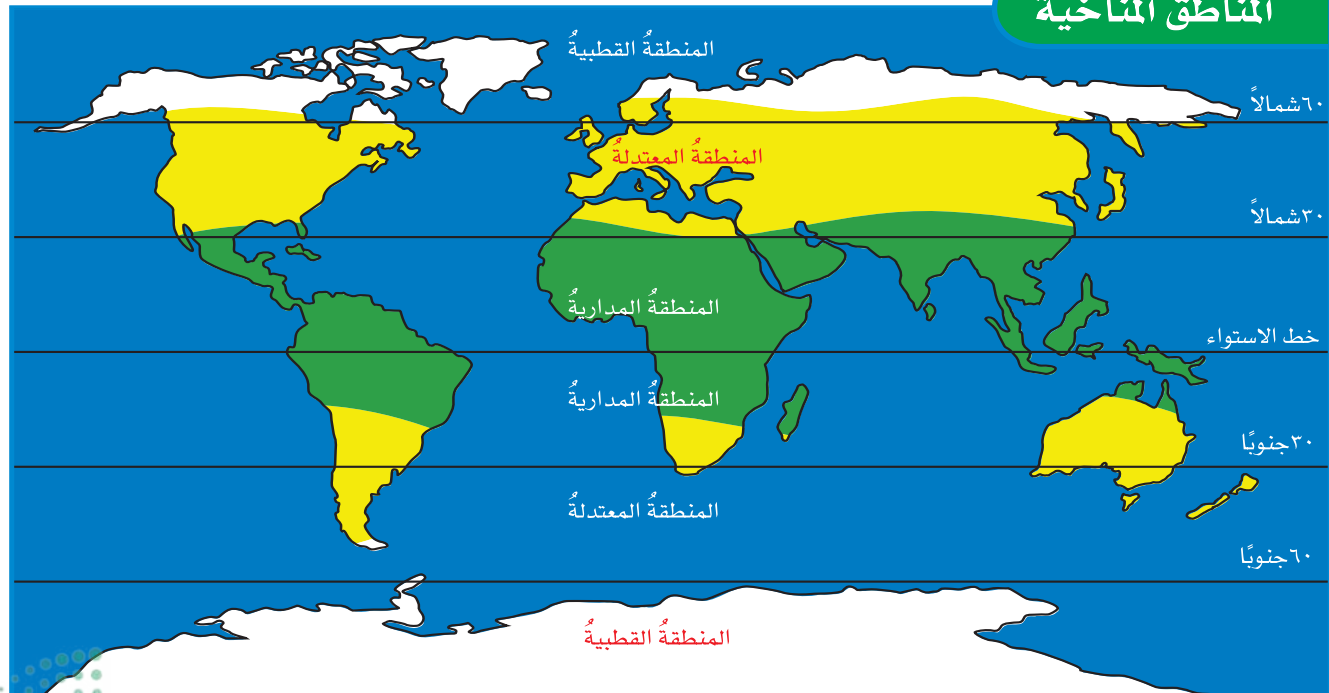 المناطق المناخية
المنطقةُ القطبيةُ
٦٠شمالاً
المنطقةُ المعتدلةُ
٣٠شمالاً
المنطقةُ المداريةُ
خط الاستواء
المنطقةُ المداريةُ
٣٠جنوبًا
المنطقةُ المعتدلةُ
٦٠جنوبًا
المنطقةُ القطبيةُ